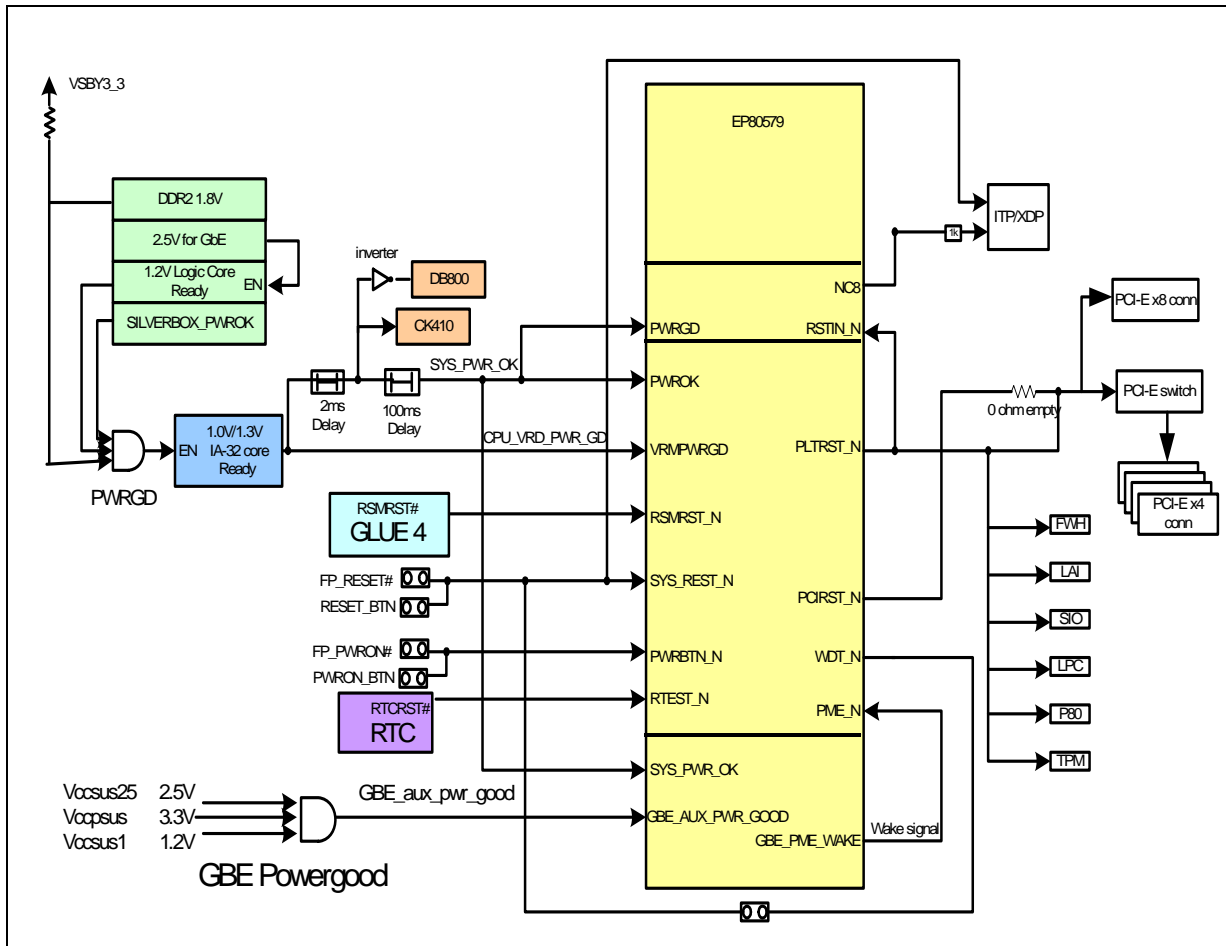 VSBY3_3
EP80579
DDR2 1.8V
2.5V for GbE
1.2V Logic Core
Ready
EN
SILVERBOX_PWROK
inverter
DB800
CK410
ITP/XDP
1k
NC8
PWRGD
RSTIN_N
PCI-E x8 conn
SYS_PWR_OK
PWROK
2ms
Delay
100ms
Delay
0 ohm empty
PCI-E switch
1.0V/1.3V
EN
IA-32 core
Ready
CPU_VRD_PWR_GD
VRMPWRGD
PLTRST_N
PWRGD
PCI-E x4
conn
RSMRST#
GLUE 4
RSMRST_N
FWH
FP_RESET#
SYS_REST_N
LAI
RESET_BTN
PCIRST_N
SIO
FP_PWRON#
PWRBTN_N
WDT_N
LPC
PWRON_BTN
RTCRST#
RTC
RTEST_N
PME_N
P80
TPM
SYS_PWR_OK
Vccsus25 2.5V
GBE_aux_pwr_good
Vccpsus 3.3V
GBE_AUX_PWR_GOOD
Vccsus1 1.2V
GBE_PME_WAKE
Wake signal
GBE Powergood